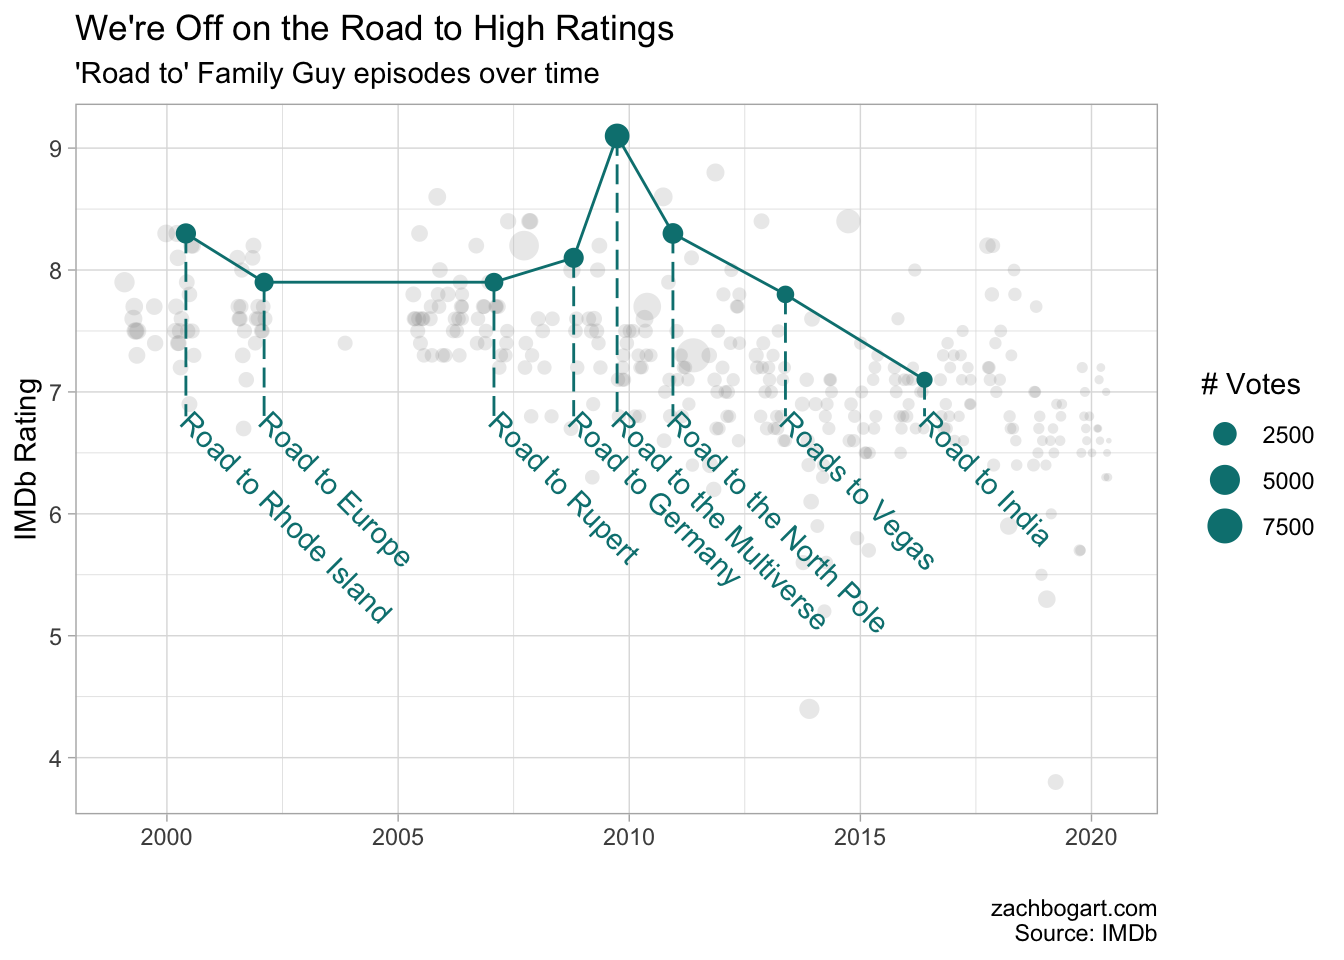 We're Off on the Road to High Ratings
'Road to' Family Guy episodes over time
IMDb Rating
9
8
7
6
5
4
Road to Rhode Island
Road to Europe
Road to Rupert
Road to Germany
Road to the Multiverse
Road to the North Pole
Roads to Vegas
Road to India
2000
2005
2010
2015
2020
# Votes
2500
5000
7500
zachbogart.com
Source: IMDb